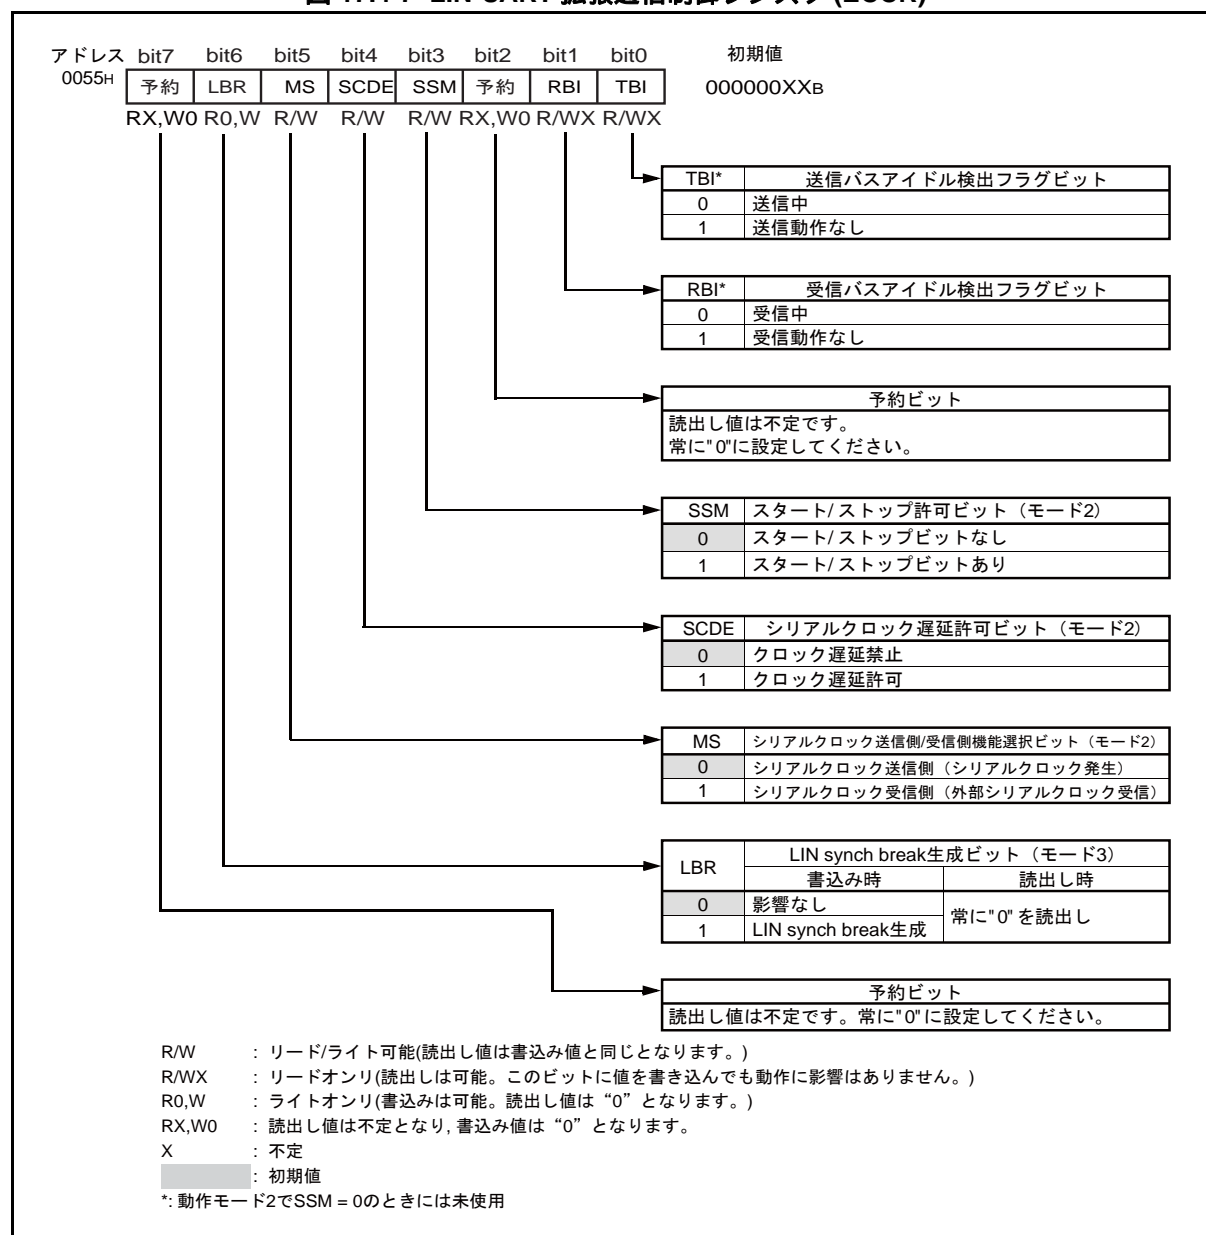 アドレス bit7 bit6 bit5 bit4 bit3 bit2 bit1 bit0 初期値
0055H 予約 LBR MS SCDE SSM 予約 RBI TBI 000000XXB
RX,W0 R0,W R/W R/W R/W RX,W0 R/WX R/WX
TBI* 送信バスアイドル検出フラグビット
0 送信中
1 送信動作なし
RBI* 受信バスアイドル検出フラグビット
0 受信中
1 受信動作なし
予約ビット
読出し値は不定です。
常に"0"に設定してください。
SSM スタート/ストップ許可ビット（モード2）
0 スタート/ストップビットなし
1 スタート/ストップビットあり
SCDE シリアルクロック遅延許可ビット（モード2）
0 クロック遅延禁止
1 クロック遅延許可
MS シリアルクロック送信側/受信側機能選択ビット（モード2）
0 シリアルクロック送信側（シリアルクロック発生）
1 シリアルクロック受信側（外部シリアルクロック受信）
LBR LIN synch break生成ビット（モード3）
書込み時 読出し時
0 影響なし 常に"0"を読出し
1 LIN synch break生成
予約ビット
読出し値は不定です。常に"0"に設定してください。
R/W : リード/ライト可能(読出し値は書込み値と同じとなります。)
R/WX : リードオンリ(読出しは可能。このビットに値を書き込んでも動作に影響はありません。)
R0,W : ライトオンリ(書込みは可能。読出し値は“0”となります。)
RX,W0 : 読出し値は不定となり, 書込み値は“0”となります。
X : 不定
: 初期値
*: 動作モード2でSSM = 0のときには未使用